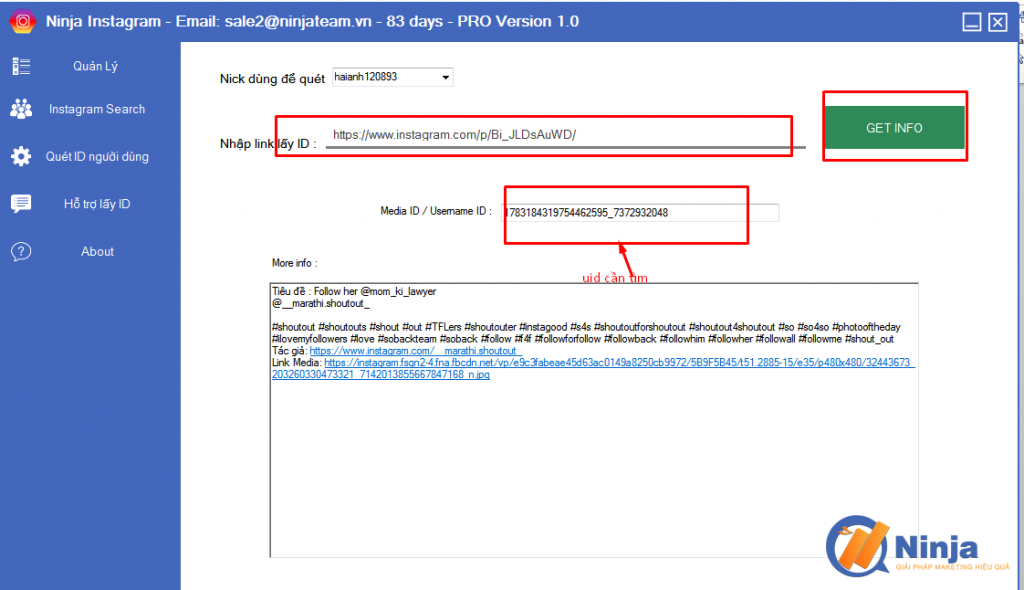 Ninja Instagram - Email: sale2@ninjateam.vn - 83 days - PRO Version 1.0
Quản Lý
Instagram Search
Quét ID người dùng
Hỗ trợ lấy ID
About
Nick dùng để quét haianh120893
Nhập link lấy ID : https://www.instagram.com/p/Bi_JLDsAuWD/
GET INFO
Media ID / Username ID : 1783184319754462595_7372932048
uid cần tìm
More info :
Tiêu đề : Follow her @mom_ki_lawyer
@__marathi.shoutout_
#shoutout #shoutouts #shout #out #TFLers #shoutouter #instagood #s4s #shoutoutforshoutout #shoutout4shoutout #so #so4so #photooftheday
#ilovemyfollowers #love #sobackteam #soback #follow #f4f #followforfollow #followback #followhim #followher #followall #followme #shout_out
Tác giả: https://www.instagram.com/__marathi.shoutout_
Link Media: https://instagram.fsgn2-4.fna.fbcdn.net/vp/e9c3fabeae45d63ac0149a8250cb9972/5B9F5B45/t51.2885-15/e35/p480x480/32443673_
203260330473321_7142013855667847168_n.jpg
Ninja
GIẢI PHÁP MAKETING HIỆU QUẢ